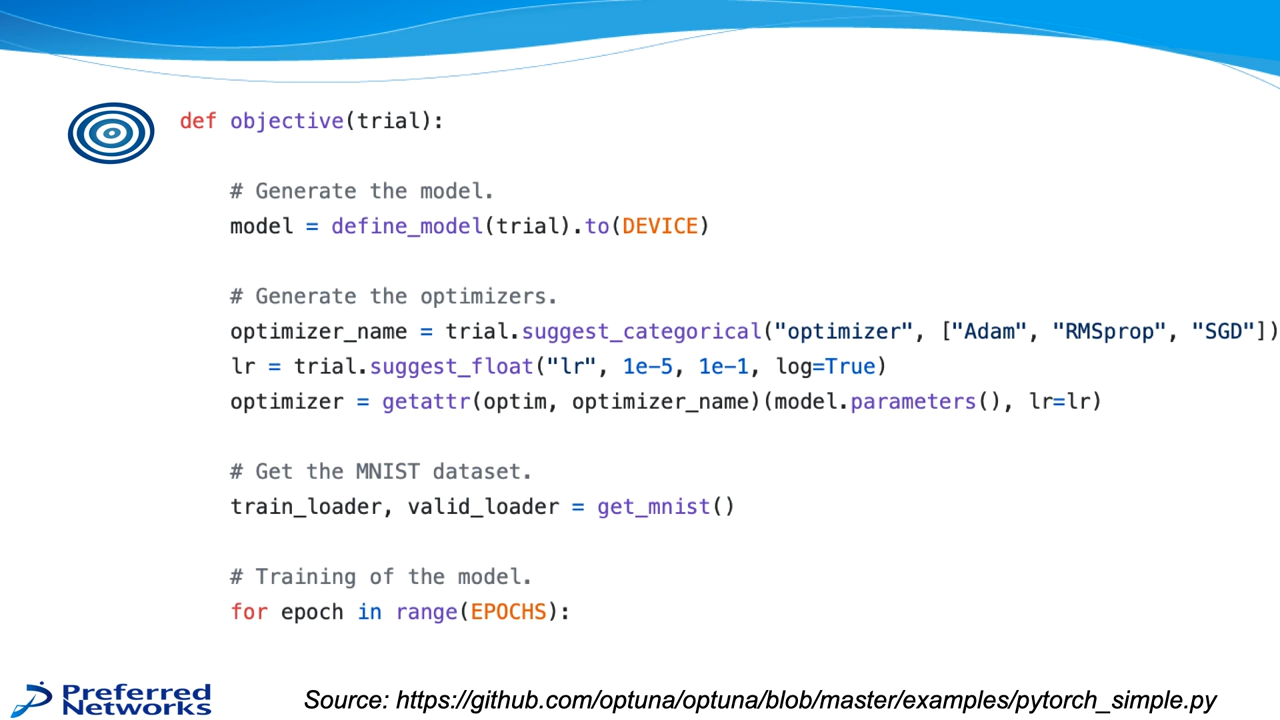 def objective(trial):
# Generate the model.
model = define_model(trial).to(DEVICE)
# Generate the optimizers.
optimizer_name = trial.suggest_categorical("optimizer", ["Adam", "RMSprop", "SGD"])
lr = trial.suggest_float("lr", 1e-5, 1e-1, log=True)
optimizer = getattr(optim, optimizer_name)(model.parameters(), lr=lr)
# Get the MNIST dataset.
train_loader, valid_loader = get_mnist()
# Training of the model.
for epoch in range(EPOCHS):
Preferred
Networks
Source: https://github.com/optuna/optuna/blob/master/examples/pytorch_simple.py